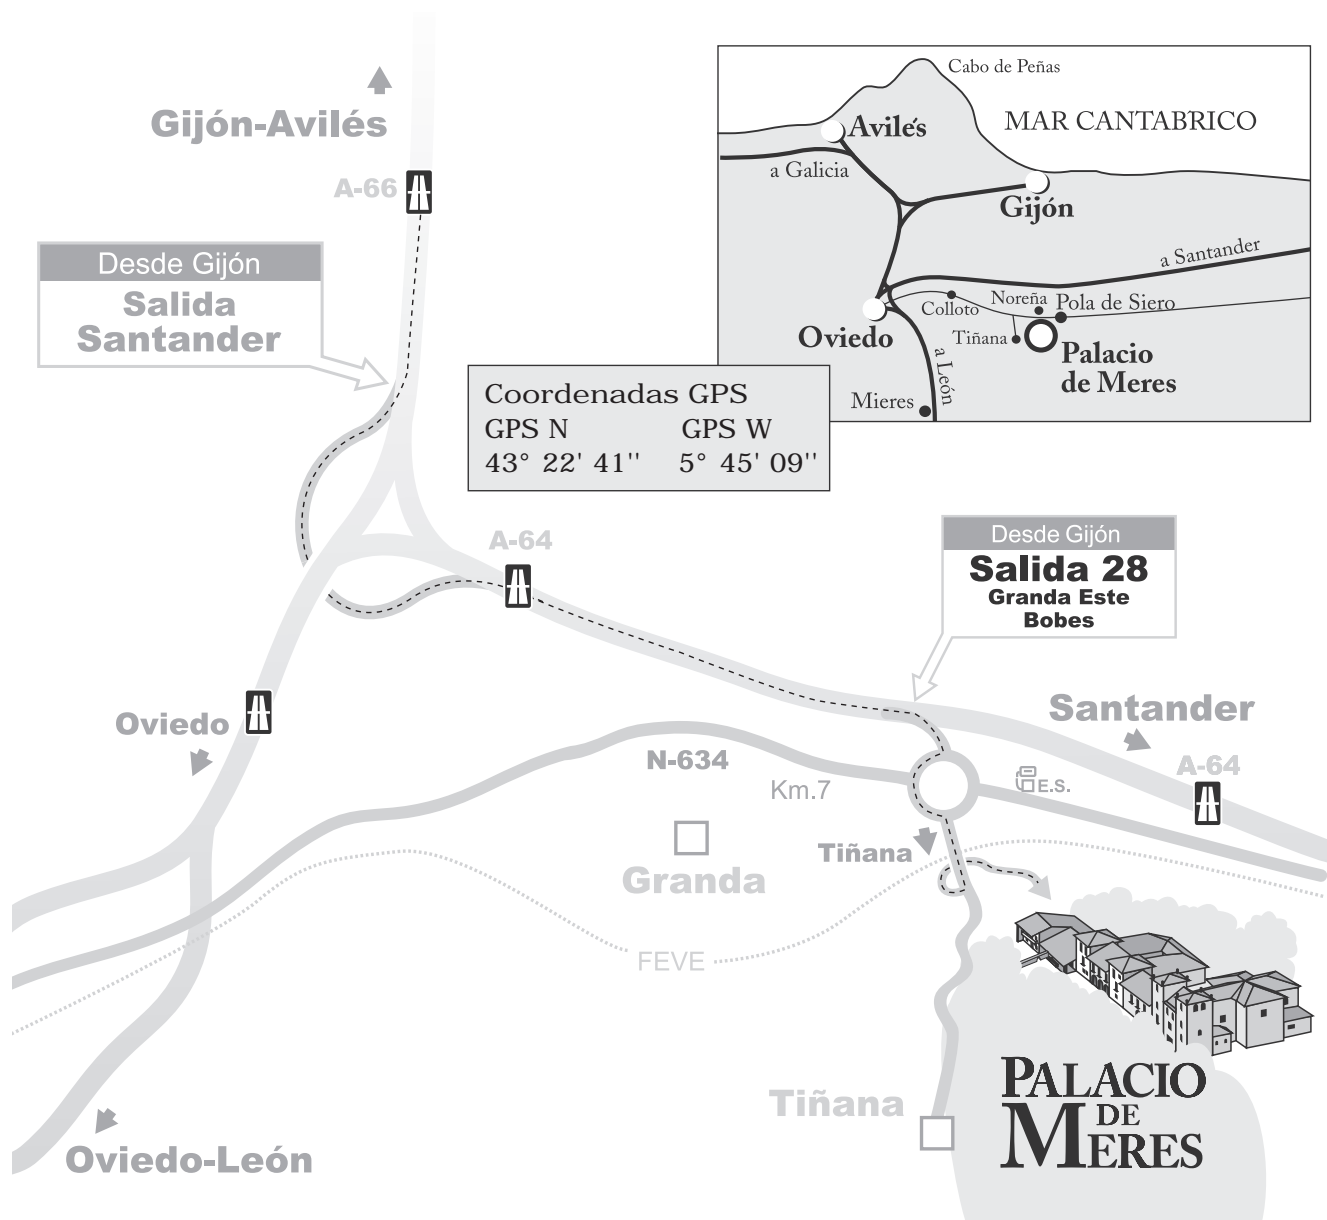 Gijón-Avilés
A-66
Desde Gijón
Salida
Santander
Cabo de Peñas
MAR CANTABRICO
Avilés
a Galicia
Gijón
a Santander
Noreña
Pola de Siero
Colloto
Oviedo
Tiñana
Palacio
de Meres
a León
Mieres
Coordenadas GPS
GPS N GPS W
43° 22' 41'' 5° 45' 09''
A-64
Desde Gijón
Salida 28
Granda Este
Bobes
Oviedo
Santander
N-634
A-64
Km.7
E.S.
Tiñana
Granda
FEVE
Tiñana
Oviedo-León
PALACIO
DE
MERES